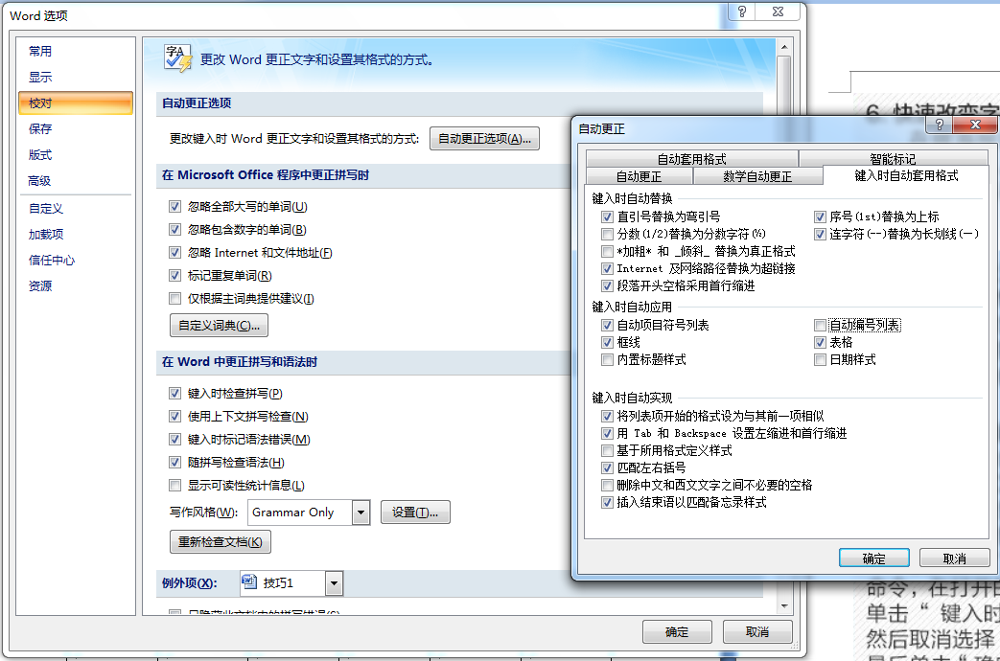 Word 选项
常用
显示
校对
保存
版式
高级
自定义
加载项
信任中心
资源
更改 Word 更正文字和设置其格式的方式。
自动更正选项
更改键入时 Word 更正文字和设置其格式的方式:
自动更正选项(A)...
在 Microsoft Office 程序中更正拼写时
忽略全部大写的单词(U)
忽略包含数字的单词(B)
忽略 Internet 和文件地址(F)
标记重复单词(R)
仅根据主词典提供建议(I)
自定义词典(C)...
在 Word 中更正拼写和语法时
键入时检查拼写(P)
使用上下文拼写检查(N)
键入时标记语法错误(M)
随拼写检查语法(H)
显示可读性统计信息(L)
写作风格(W):
Grammar Only
设置(T)...
重新检查文档(K)
例外项(X):
技巧1
确定
取消
6. 快速改变字
自动更正
自动套用格式
智能标记
自动更正
数学自动更正
键入时自动套用格式
键入时自动替换
直引号替换为弯引号
序号(1st)替换为上标
分数(1/2)替换为分数字符(½)
连字符(--)替换为长划线(—)
*加粗* 和 _倾斜_ 替换为真正格式
Internet 及网络路径替换为超链接
段落开头空格采用首行缩进
键入时自动应用
自动项目符号列表
自动编号列表
框线
表格
内置标题样式
日期样式
键入时自动实现
将列表项开始的格式设为与其前一项相似
用 Tab 和 Backspace 设置左缩进和首行缩进
基于所用格式定义样式
匹配左右括号
删除中文和西文文字之间不必要的空格
插入结束语以匹配备忘录样式
确定
取消
命令，在打开
单击“ 键入时
然后取消选择